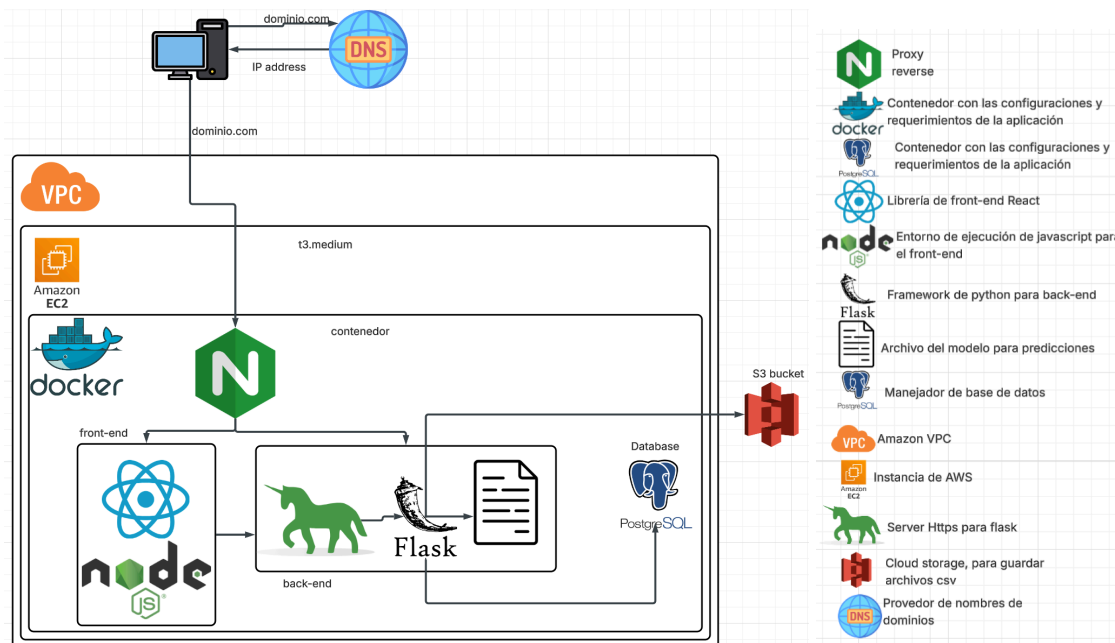 dominio.com
DNS
IP address
dominio.com
VPC
t3.medium
Amazon
EC2
contenedor
docker
front-end
node
JS
Flask
back-end
Database
PostgreSQL
S3 bucket
Proxy
reverse
docker
Contenedor con las configuraciones y
requerimientos de la aplicación
PostgreSQL
Contenedor con las configuraciones y
requerimientos de la aplicación
Librería de front-end React
node
JS
Entorno de ejecución de javascript para
el front-end
Flask
Framework de python para back-end
Archivo del modelo para predicciones
PostgreSQL
Manejador de base de datos
VPC
Amazon VPC
Amazon
EC2
Instancia de AWS
Server Https para flask
Cloud storage, para guardar
archivos csv
DNS
Provedor de nombres de
dominios